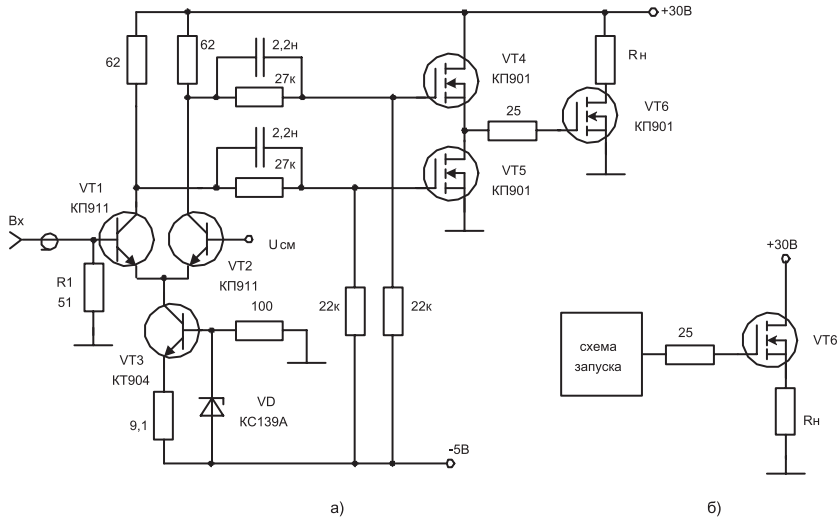 +30В
62
62
2,2н
27к
2,2н
27к
VT4
КП901
25
Rн
VT6
КП901
VT5
КП901
VT1
КП911
Вх
R1
51
Uсм
VT2
КП911
VT3
КТ904
100
22к
22к
9,1
VD
КС139А
-5В
а)
+30В
схема
запуска
25
VT6
Rн
б)